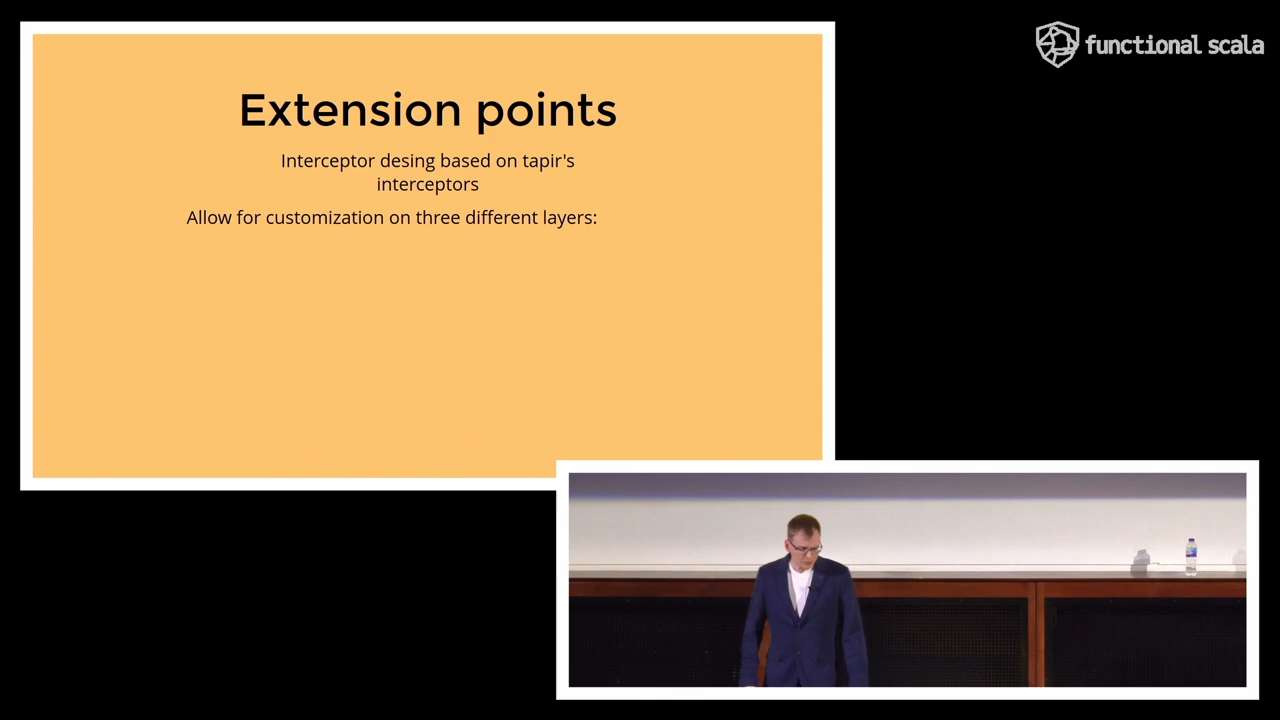 functional scala
Extension points
Interceptor desing based on tapir's
interceptors
Allow for customization on three different layers: